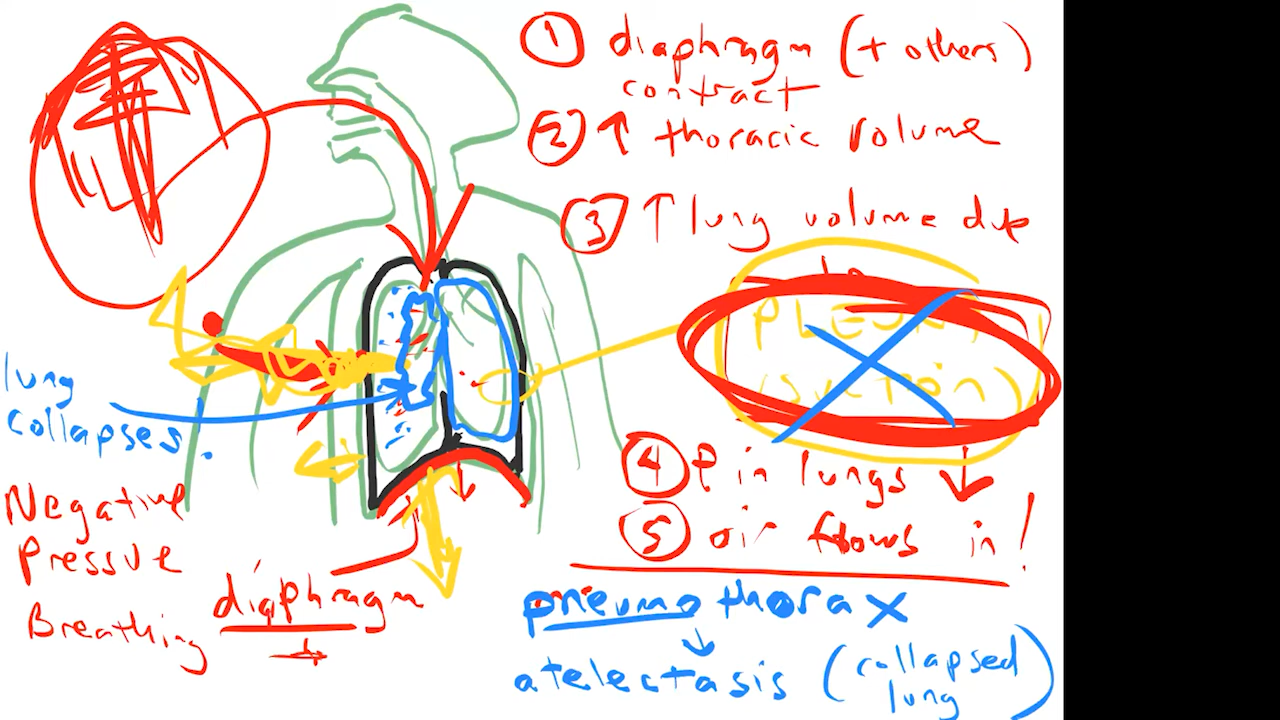 1 diaphragm (+ others)
contract
2 ↑ thoracic volume
3 ↑ lung volume due
to
PLEURA
(suction)
4 P in lungs ↓
5 air flows in!
pneumothorax
↓
atelectasis (collapsed
lung)
lung
collapses.
Negative
Pressure
Breathing
diaphragm